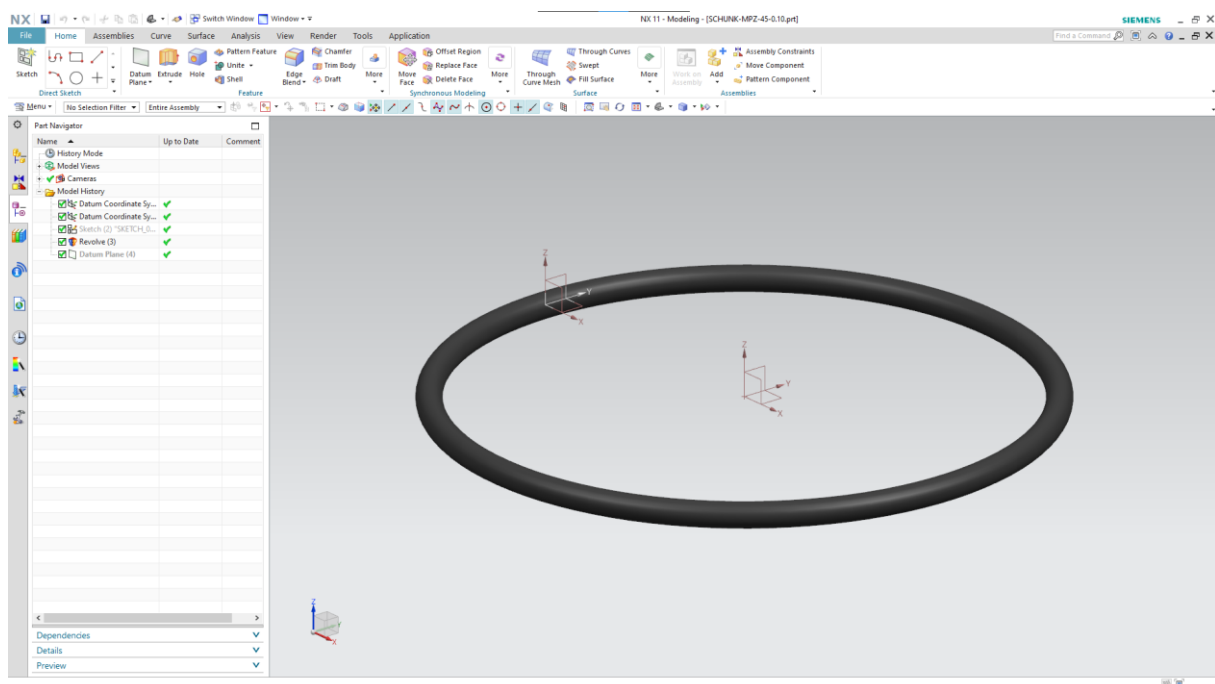 NX Switch Window Window NX 11 - Modeling - [SCHUNK-MPZ-45-0.10.prt] SIEMENS
File Home Assemblies Curve Surface Analysis View Render Tools Application Find a Command
Sketch
Direct Sketch
Datum Plane
Extrude
Hole
Pattern Feature
Unite
Shell
Edge Blend
Chamfer
Trim Body
Draft
More
Feature
Move Face
Offset Region
Replace Face
Delete Face
More
Synchronous Modeling
Through Curve Mesh
Through Curves
Swept
Fill Surface
More
Surface
Work on Assembly
Add
Assembly Constraints
Move Component
Pattern Component
Assemblies
Menu No Selection Filter Entire Assembly
Part Navigator
Name Up to Date Comment
History Mode
Model Views
Cameras
Model History
Datum Coordinate Sy...
Datum Coordinate Sy...
Sketch (2) "SKETCH_0...
Revolve (3)
Datum Plane (4)
Z
Y
X
Z
Y
X
Z
Y
X
Dependencies
Details
Preview